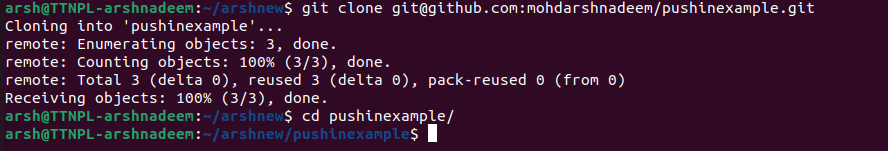 arsh@TTNPL-arshnadeem:~/arshnew$ git clone git@github.com:mohdarshnadeem/pushinexample.git
Cloning into 'pushinexample'...
remote: Enumerating objects: 3, done.
remote: Counting objects: 100% (3/3), done.
remote: Total 3 (delta 0), reused 3 (delta 0), pack-reused 0 (from 0)
Receiving objects: 100% (3/3), done.
arsh@TTNPL-arshnadeem:~/arshnew$ cd pushinexample/
arsh@TTNPL-arshnadeem:~/arshnew/pushinexample$